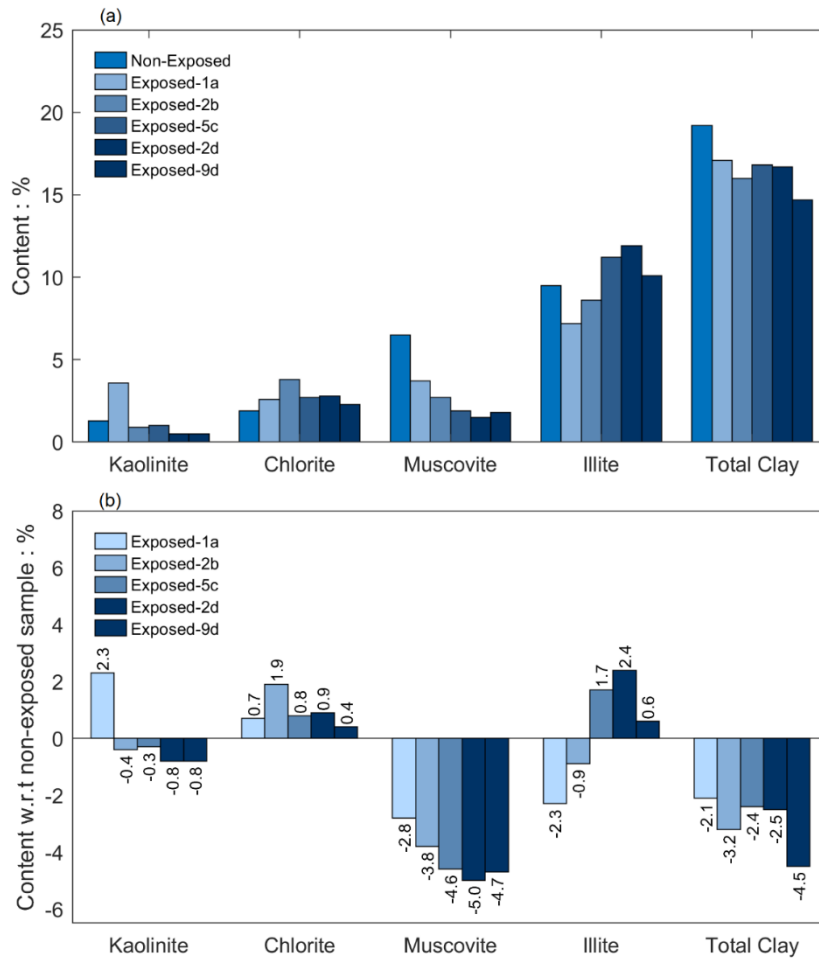 (a)
25
20
15
10
5
0
Content : %
Non-Exposed
Exposed-1a
Exposed-2b
Exposed-5c
Exposed-2d
Exposed-9d
Kaolinite Chlorite Muscovite Illite Total Clay
(b)
8
6
4
2
0
-2
-4
-6
Content w.r.t non-exposed sample : %
Exposed-1a
Exposed-2b
Exposed-5c
Exposed-2d
Exposed-9d
2.3 -0.4 -0.3 -0.8 -0.8
0.7 1.9 0.8 0.9 0.4
-2.8 -3.8 -4.6 -5.0 -4.7
-2.3 -0.9 1.7 2.4 0.6
-2.1 -3.2 -2.4 -2.5 -4.5
Kaolinite Chlorite Muscovite Illite Total Clay